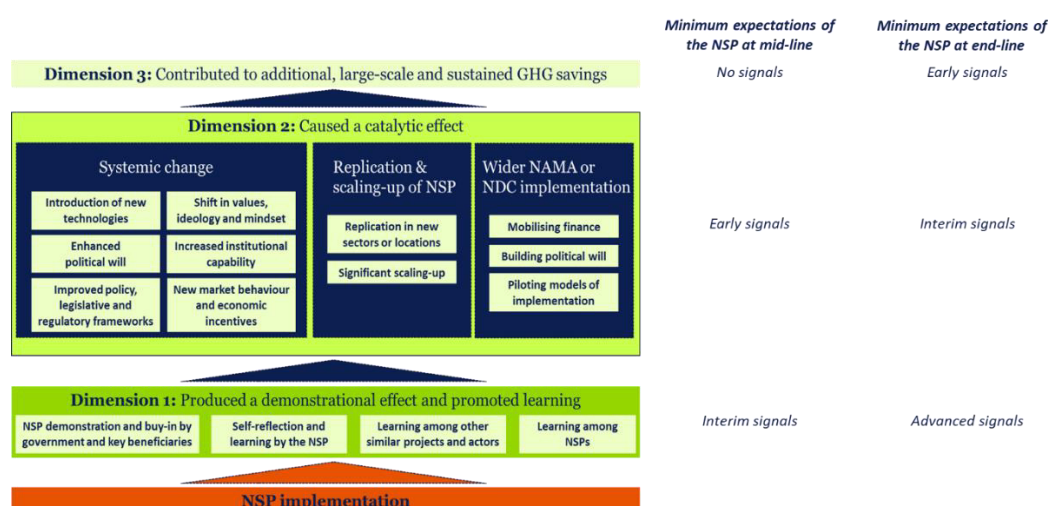 Minimum expectations of
the NSP at mid-line
Minimum expectations of
the NSP at end-line
Dimension 3: Contributed to additional, large-scale and sustained GHG savings
No signals
Early signals
Dimension 2: Caused a catalytic effect
Systemic change
Introduction of new
technologies
Shift in values,
ideology and mindset
Enhanced
political will
Increased institutional
capability
Improved policy,
legislative and
regulatory frameworks
New market behaviour
and economic
incentives
Replication &
scaling-up of NSP
Replication in new
sectors or locations
Significant scaling-up
Wider NAMA or
NDC implementation
Mobilising finance
Building political will
Piloting models of
implementation
Early signals
Interim signals
Dimension 1: Produced a demonstrational effect and promoted learning
NSP demonstration and buy-in by
government and key beneficiaries
Self-reflection and
learning by the NSP
Learning among other
similar projects and actors
Learning among
NSPs
Interim signals
Advanced signals
NSP implementation